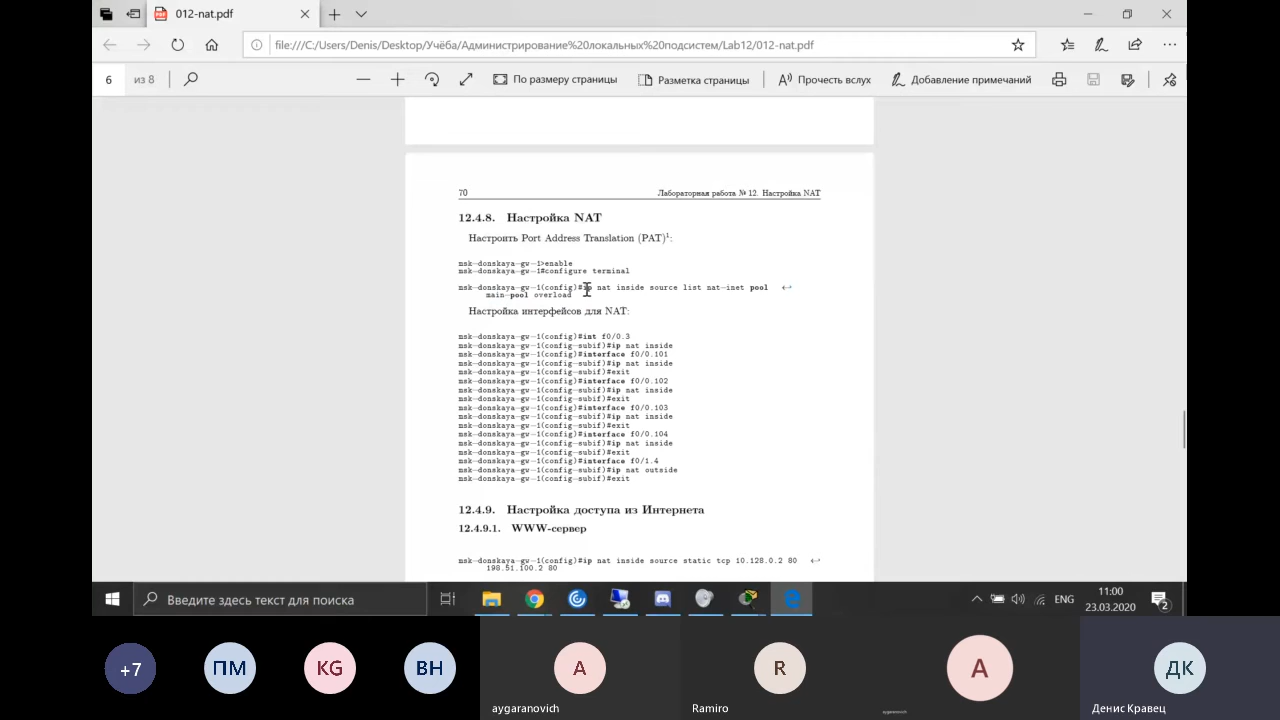 012-nat.pdf
file:///C:/Users/Denis/Desktop/Учёба/Администрирование%20локальных%20подсистем/Lab12/012-nat.pdf
6 из 8 По размеру страницы Разметка страницы Прочесть вслух Добавление примечаний
70 Лабораторная работа № 12. Настройка NAT
12.4.8. Настройка NAT
Настроить Port Address Translation (PAT)1:
msk-donskaya-gw-1>enable
msk-donskaya-gw-1#configure terminal
msk-donskaya-gw-1(config)#ip nat inside source list nat-inet pool ↩
main-pool overload
Настройка интерфейсов для NAT:
msk-donskaya-gw-1(config)#int f0/0.3
msk-donskaya-gw-1(config-subif)#ip nat inside
msk-donskaya-gw-1(config-subif)#interface f0/0.101
msk-donskaya-gw-1(config-subif)#ip nat inside
msk-donskaya-gw-1(config-subif)#exit
msk-donskaya-gw-1(config)#interface f0/0.102
msk-donskaya-gw-1(config-subif)#ip nat inside
msk-donskaya-gw-1(config-subif)#exit
msk-donskaya-gw-1(config)#interface f0/0.103
msk-donskaya-gw-1(config-subif)#ip nat inside
msk-donskaya-gw-1(config-subif)#exit
msk-donskaya-gw-1(config)#interface f0/0.104
msk-donskaya-gw-1(config-subif)#ip nat inside
msk-donskaya-gw-1(config-subif)#exit
msk-donskaya-gw-1(config)#interface f0/1.4
msk-donskaya-gw-1(config-subif)#ip nat outside
msk-donskaya-gw-1(config-subif)#exit
12.4.9. Настройка доступа из Интернета
12.4.9.1. WWW-сервер
msk-donskaya-gw-1(config)#ip nat inside source static tcp 10.128.0.2 80 ↩
198.51.100.2 80
Введите здесь текст для поиска
ENG
11:00
23.03.2020
2
+7 ПМ KG ВН A R A ДК
aygaranovich Ramiro aygaranovich Денис Кравец